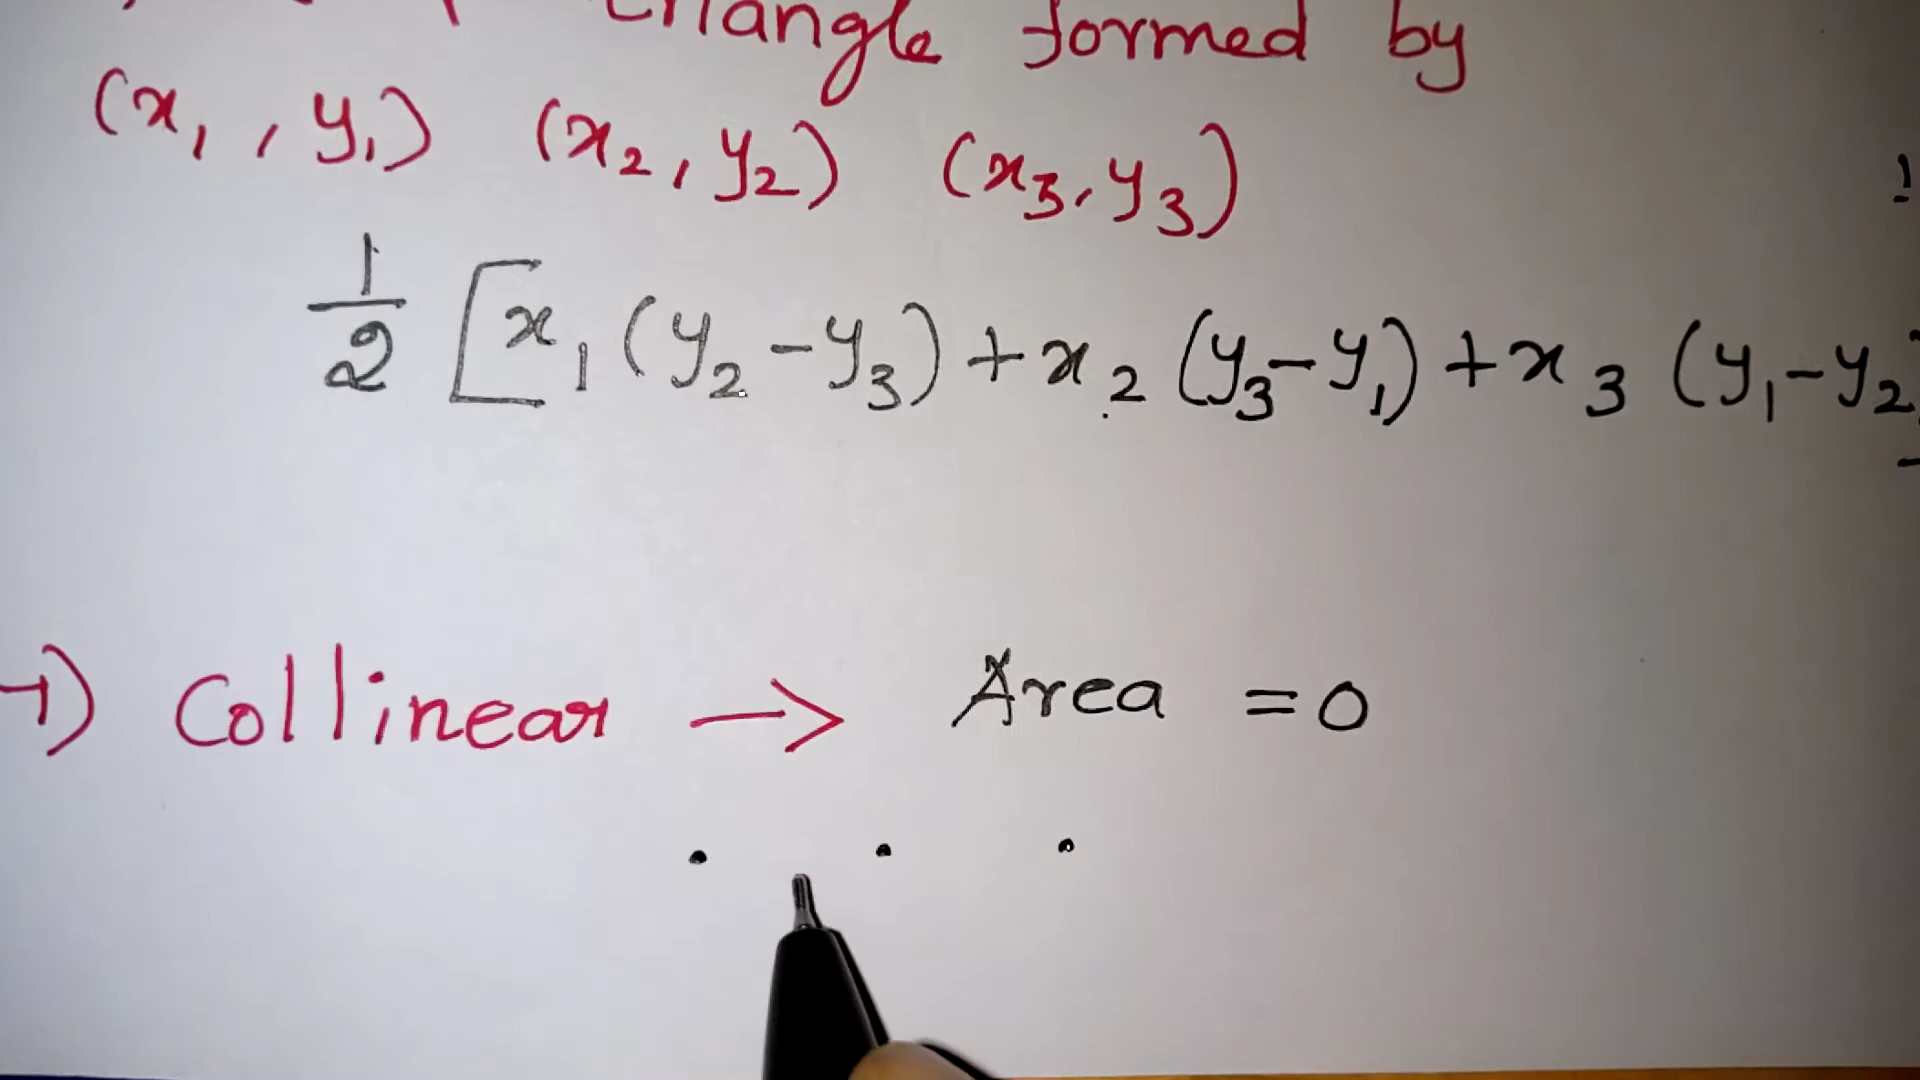 triangle formed by
(x₁, y₁) (x₂, y₂) (x₃, y₃)
1/2 [x₁(y₂-y₃)+x₂(y₃-y₁)+x₃(y₁-y₂
7) Collinear → Area = 0